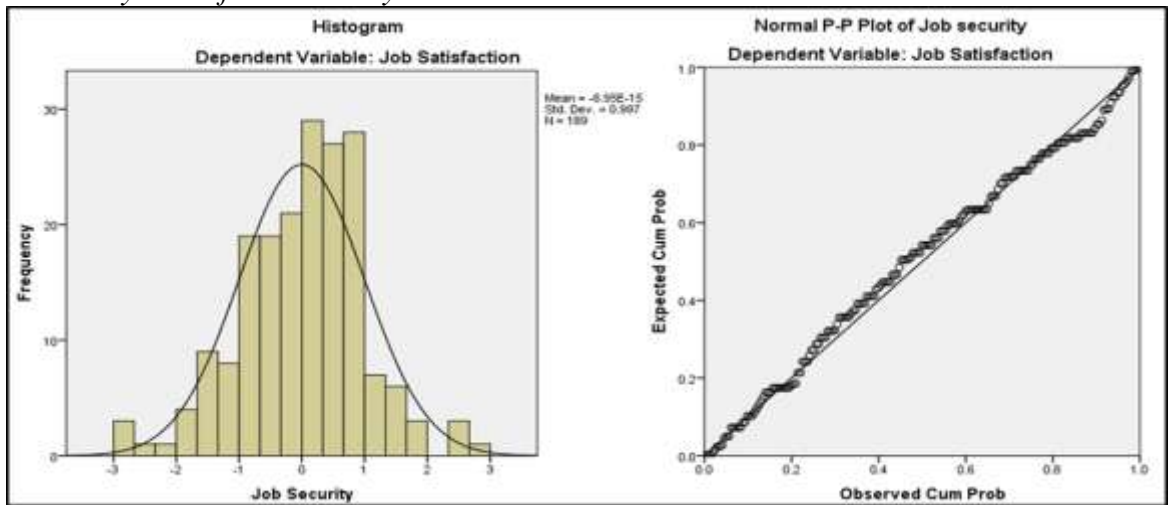 Histogram
Dependent Variable: Job Satisfaction
Mean = -6.95E-15
Std. Dev. = 0.997
N = 189
30
20
10
0
Frequency
-3 -2 -1 0 1 2 3
Job Security
Normal P-P Plot of Job security
Dependent Variable: Job Satisfaction
1.0
0.8
0.6
0.4
0.2
0.0
Expected Cum Prob
0.0 0.2 0.4 0.6 0.8 1.0
Observed Cum Prob